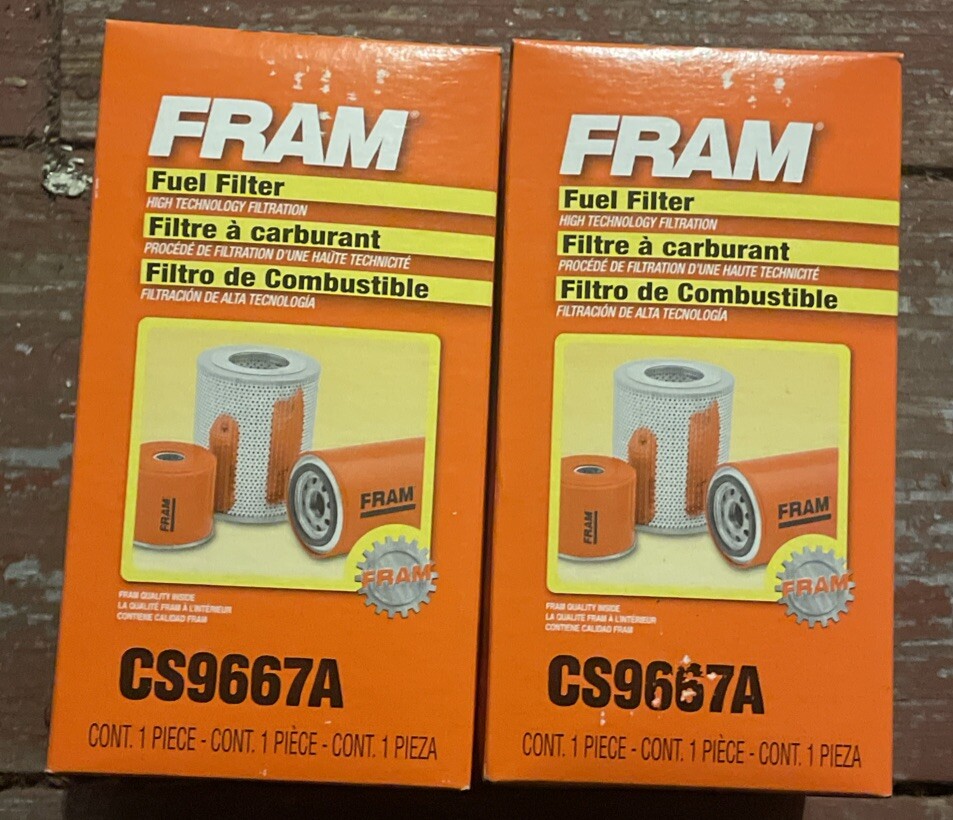 FRAM
Fuel Filter
HIGH TECHNOLOGY FILTRATION
Filtre à carburant
PROCÉDÉ DE FILTRATION D'UNE HAUTE TECHNICITÉ
Filtro de Combustible
FILTRACIÓN DE ALTA TECNOLOGÍA
FRAM
FRAM
FRAM
FRAM QUALITY INSIDE
LA QUALITÉ FRAM À L'INTÉRIEUR
CONTIENE CALIDAD FRAM
CS9667A
CONT. 1 PIECE - CONT. 1 PIÈCE - CONT. 1 PIEZA
FRAM
Fuel Filter
HIGH TECHNOLOGY FILTRATION
Filtre à carburant
PROCÉDÉ DE FILTRATION D'UNE HAUTE TECHNICITÉ
Filtro de Combustible
FILTRACIÓN DE ALTA TECNOLOGÍA
FRAM
FRAM
FRAM
FRAM QUALITY INSIDE
LA QUALITÉ FRAM À L'INTÉRIEUR
CONTIENE CALIDAD FRAM
CS9667A
CONT. 1 PIECE - CONT. 1 PIÈCE - CONT. 1 PIEZA